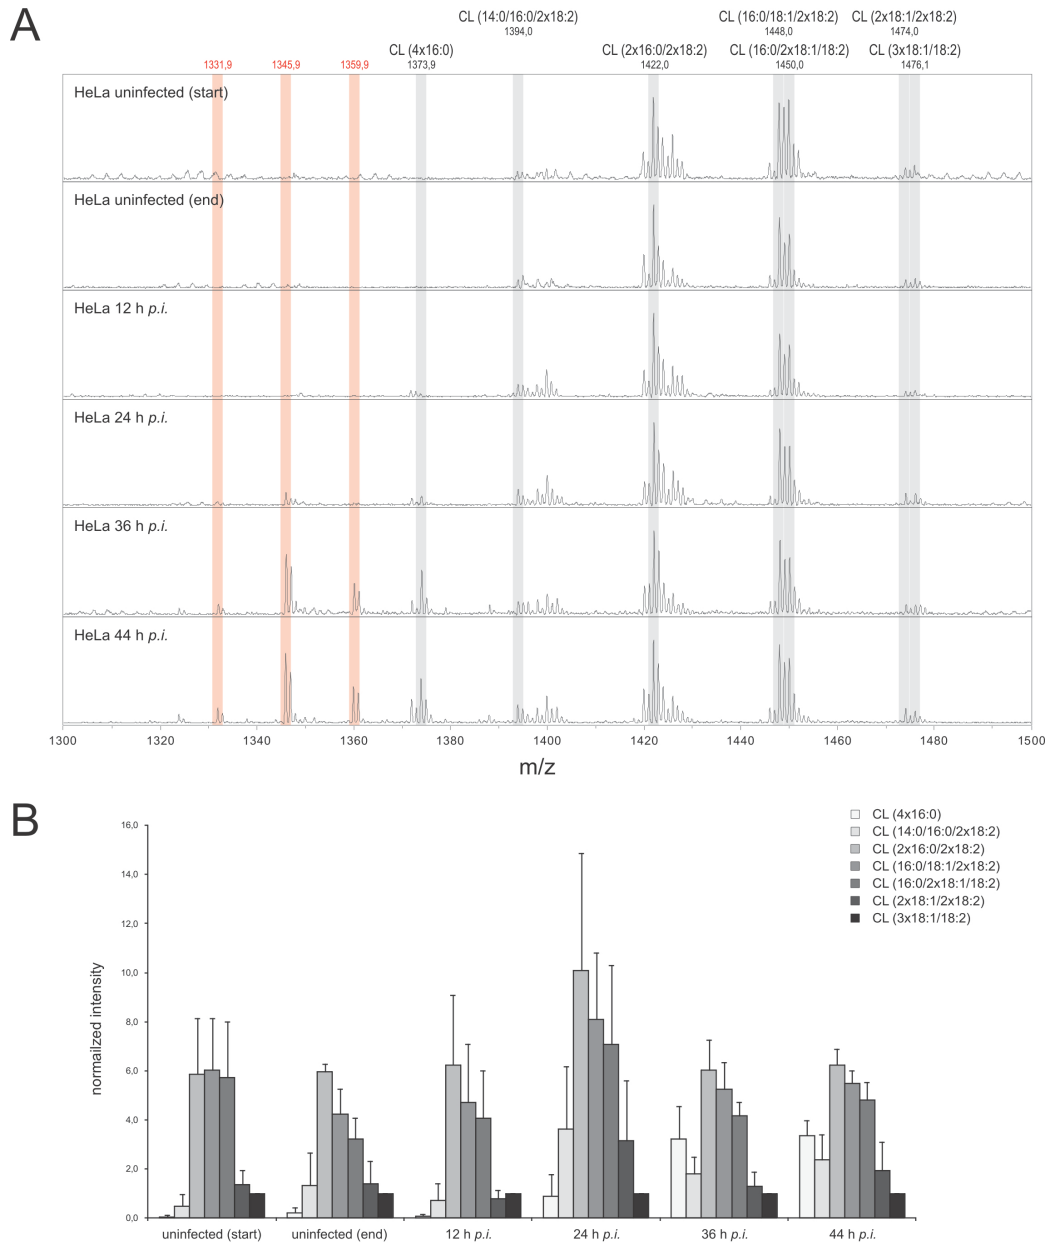 A
CL (14:0/16:0/2x18:2)
1394,0
CL (16:0/18:1/2x18:2)
1448,0
CL (2x18:1/2x18:2)
1474,0
CL (4x16:0)
1373,9
CL (2x16:0/2x18:2)
1422,0
CL (16:0/2x18:1/18:2)
1450,0
CL (3x18:1/18:2)
1476,1
1331,9
1345,9
1359,9
HeLa uninfected (start)
HeLa uninfected (end)
HeLa 12 h p.i.
HeLa 24 h p.i.
HeLa 36 h p.i.
HeLa 44 h p.i.
1300 1320 1340 1360 1380 1400 1420 1440 1460 1480 1500
m/z
B
CL (4x16:0)
CL (14:0/16:0/2x18:2)
CL (2x16:0/2x18:2)
CL (16:0/18:1/2x18:2)
CL (16:0/2x18:1/18:2)
CL (2x18:1/2x18:2)
CL (3x18:1/18:2)
normailzed intensity
16,0
14,0
12,0
10,0
8,0
6,0
4,0
2,0
0,0
uninfected (start) uninfected (end) 12 h p.i. 24 h p.i. 36 h p.i. 44 h p.i.